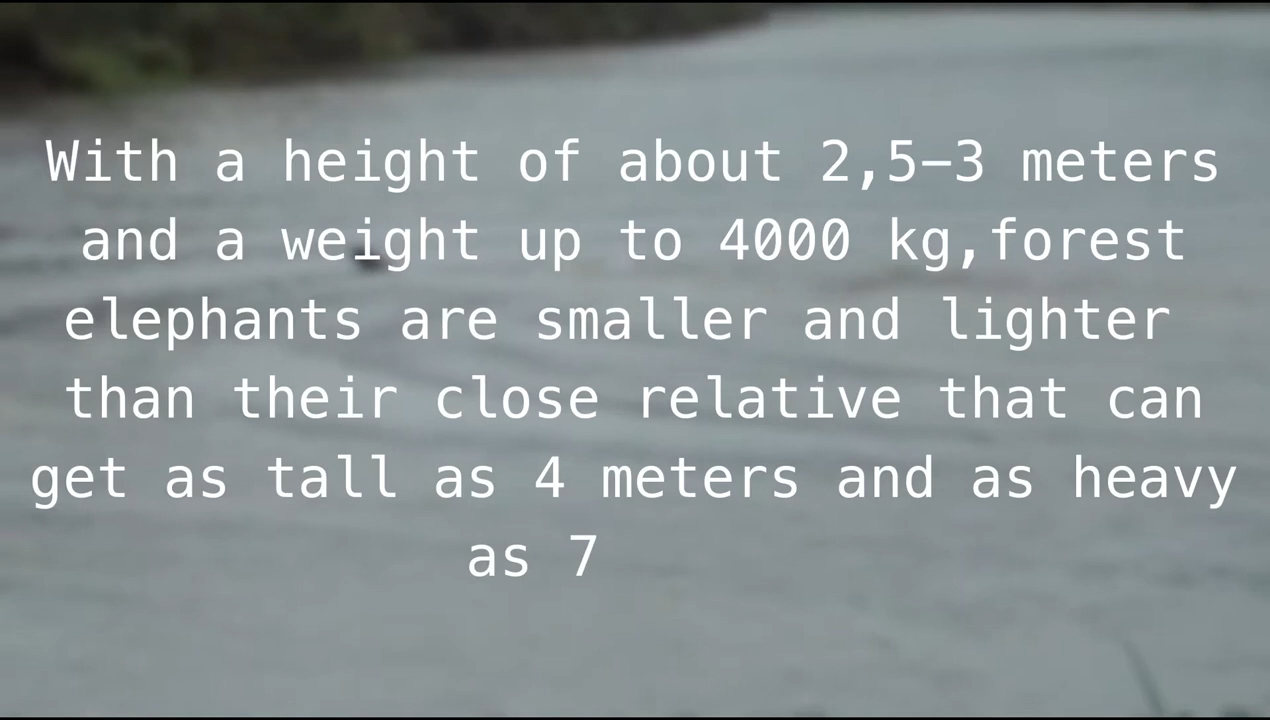 With a height of about 2,5–3 meters
and a weight up to 4000 kg,forest
elephants are smaller and lighter
than their close relative that can
get as tall as 4 meters and as heavy
as 7